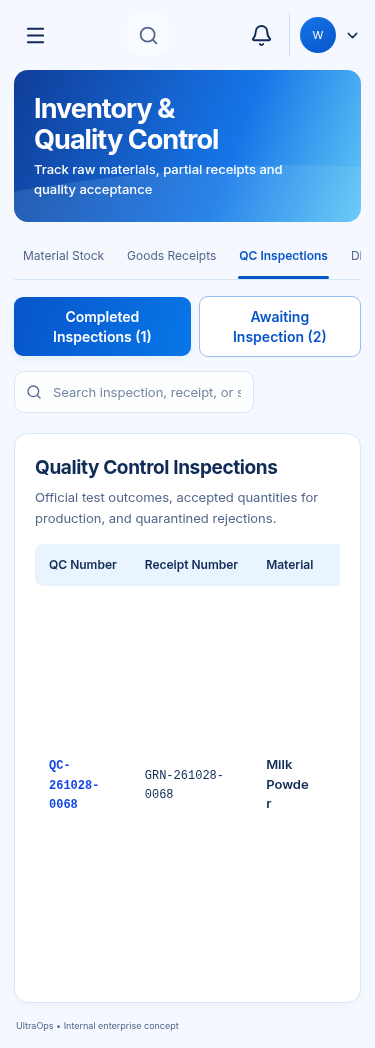 W
Inventory &
Quality Control
Track raw materials, partial receipts and
quality acceptance
Material Stock Goods Receipts QC Inspections
Completed
Inspections (1)
Awaiting
Inspection (2)
Search inspection, receipt, or
Quality Control Inspections
Official test outcomes, accepted quantities for
production, and quarantined rejections.
QC Number Receipt Number Material
QC-
261028-
0068
GRN-261028-
0068
Milk
Powde
r
UltraOps • Internal enterprise concept